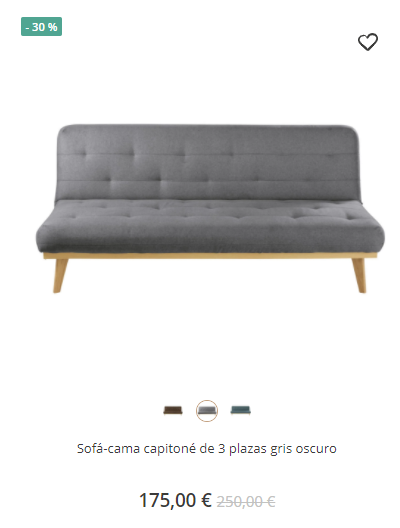 - 30 %
Sofá-cama capitoné de 3 plazas gris oscuro
175,00 € 250,00 €